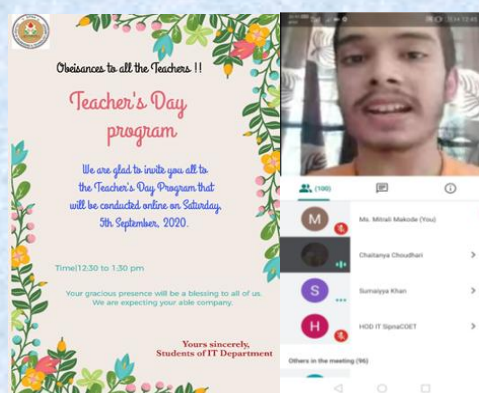 Obeisances to all the Teachers !!
Teacher's Day
program
We are glad to invite you all to
the Teacher's Day Program that
will be conducted online on Saturday,
5th September, 2020.
Time|12:30 to 1:30 pm
Your gracious presence will be a blessing to all of us.
We are expecting your able company.
Yours sincerely,
Students of IT Department
(100)
M
Ms. Mitrali Makode (You)
Chaitanya Choudhari
S
Sumaiyya Khan
H
HOD IT SipnaCOET
Others in the meeting (96)